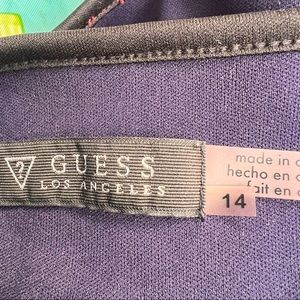 ? GUESS
LOS ANGELES
14
made in
hecho en
fait en